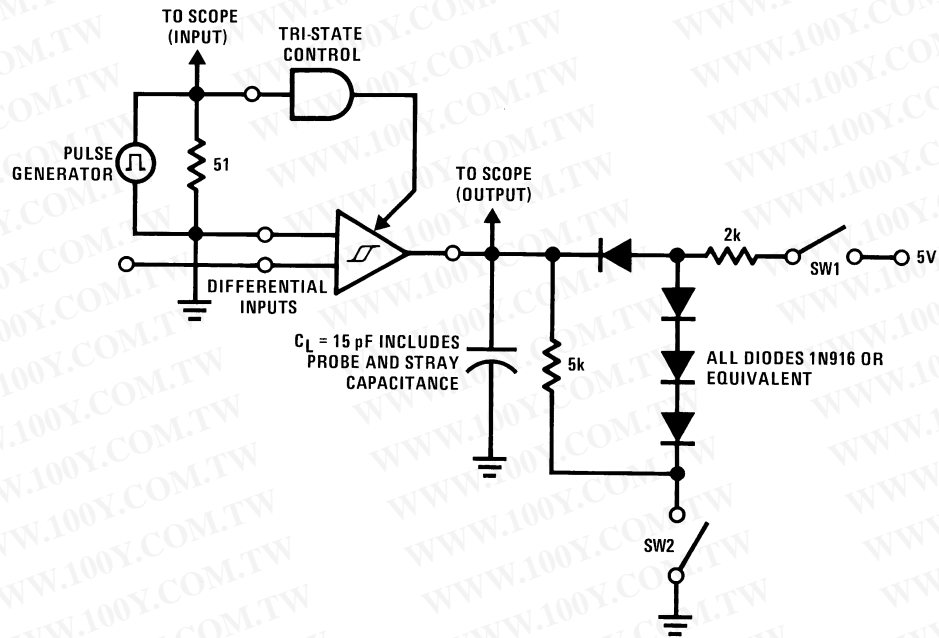 TO SCOPE
(INPUT)
TRI-STATE
CONTROL
PULSE
GENERATOR
51
TO SCOPE
(OUTPUT)
2k
SW1
5V
DIFFERENTIAL
INPUTS
CL = 15 pF INCLUDES
PROBE AND STRAY
CAPACITANCE
5k
ALL DIODES 1N916 OR
EQUIVALENT
SW2
WWW.100Y.COM.TW